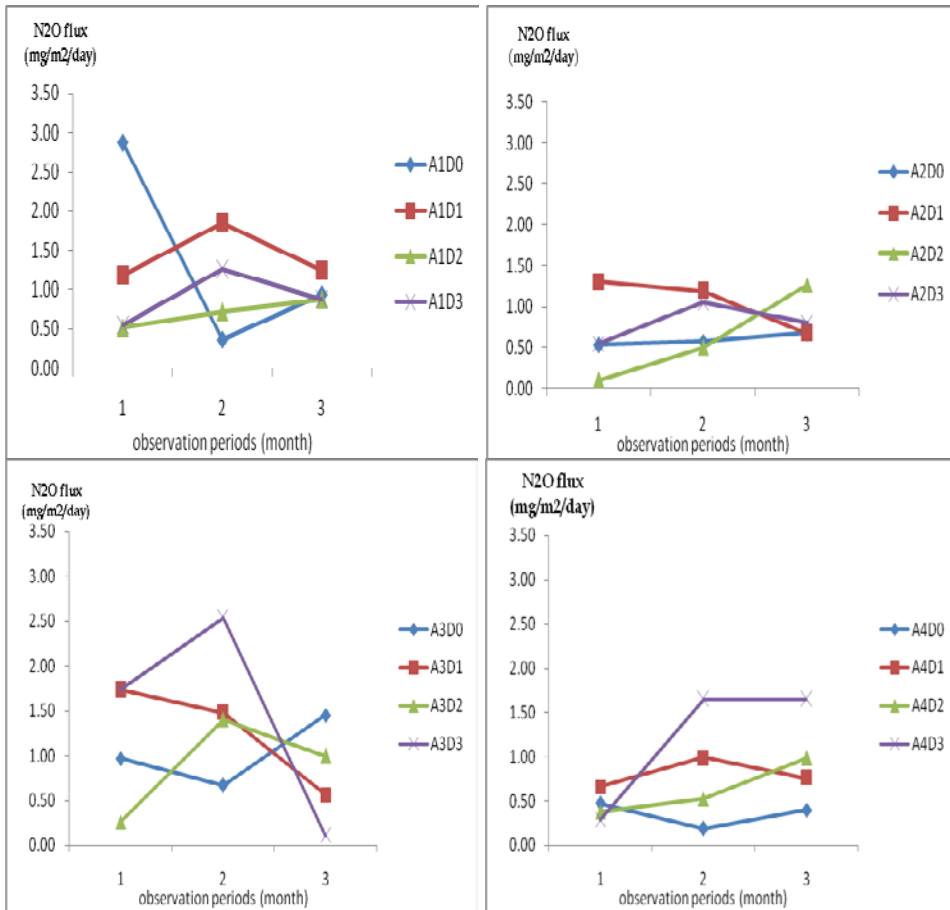 N2O flux
(mg/m2/day)
3.50
3.00
2.50
2.00
1.50
1.00
0.50
0.00
1
2
3
observation periods (month)
A1D0
A1D1
A1D2
A1D3
N2O flux
(mg/m2/day)
3.50
3.00
2.50
2.00
1.50
1.00
0.50
0.00
1
2
3
observation periods (month)
A2D0
A2D1
A2D2
A2D3
N2O flux
(mg/m2/day)
3.50
3.00
2.50
2.00
1.50
1.00
0.50
0.00
1
2
3
observation periods (month)
A3D0
A3D1
A3D2
A3D3
N2O flux
(mg/m2/day)
3.50
3.00
2.50
2.00
1.50
1.00
0.50
0.00
1
2
3
observation periods (month)
A4D0
A4D1
A4D2
A4D3